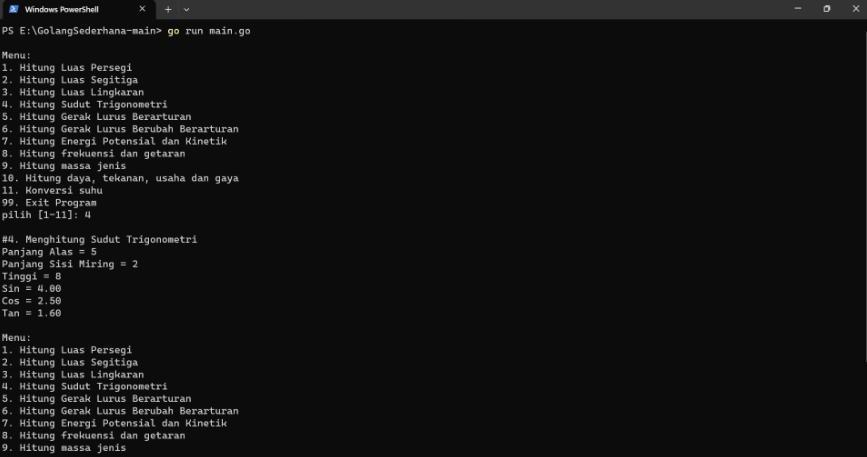 Windows PowerShell
PS E:\GolangSederhana-main> go run main.go
Menu:
1. Hitung Luas Persegi
2. Hitung Luas Segitiga
3. Hitung Luas Lingkaran
4. Hitung Sudut Trigonometri
5. Hitung Gerak Lurus Berarturan
6. Hitung Gerak Lurus Berubah Berarturan
7. Hitung Energi Potensial dan Kinetik
8. Hitung frekuensi dan getaran
9. Hitung massa jenis
10. Hitung daya, tekanan, usaha dan gaya
11. Konversi suhu
99. Exit Program
pilih [1-11]: 4
#4. Menghitung Sudut Trigonometri
Panjang Alas = 5
Panjang Sisi Miring = 2
Tinggi = 8
Sin = 4.00
Cos = 2.50
Tan = 1.60
Menu:
1. Hitung Luas Persegi
2. Hitung Luas Segitiga
3. Hitung Luas Lingkaran
4. Hitung Sudut Trigonometri
5. Hitung Gerak Lurus Berarturan
6. Hitung Gerak Lurus Berubah Berarturan
7. Hitung Energi Potensial dan Kinetik
8. Hitung frekuensi dan getaran
9. Hitung massa jenis